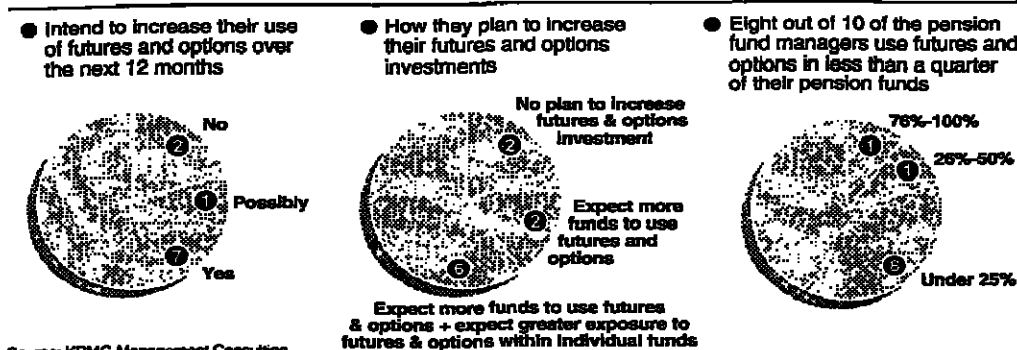 ● Intend to increase their use
of futures and options over
the next 12 months
No
2
1
Possibly
7
Yes
● How they plan to increase
their futures and options
investments
No plan to increase
futures & options
investment
2
2
Expect more
funds to use
futures and
options
6
Expect more funds to use futures
& options + expect greater exposure to
futures & options within individual funds
● Eight out of 10 of the pension
fund managers use futures and
options in less than a quarter
of their pension funds
76%-100%
1
26%-50%
1
8
Under 25%
KPMG Management Consulting